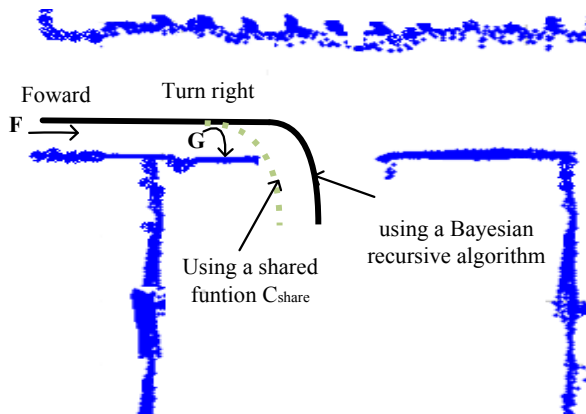 Foward
Turn right
F
G
using a Bayesian
recursive algorithm
Using a shared
funtion Cshare